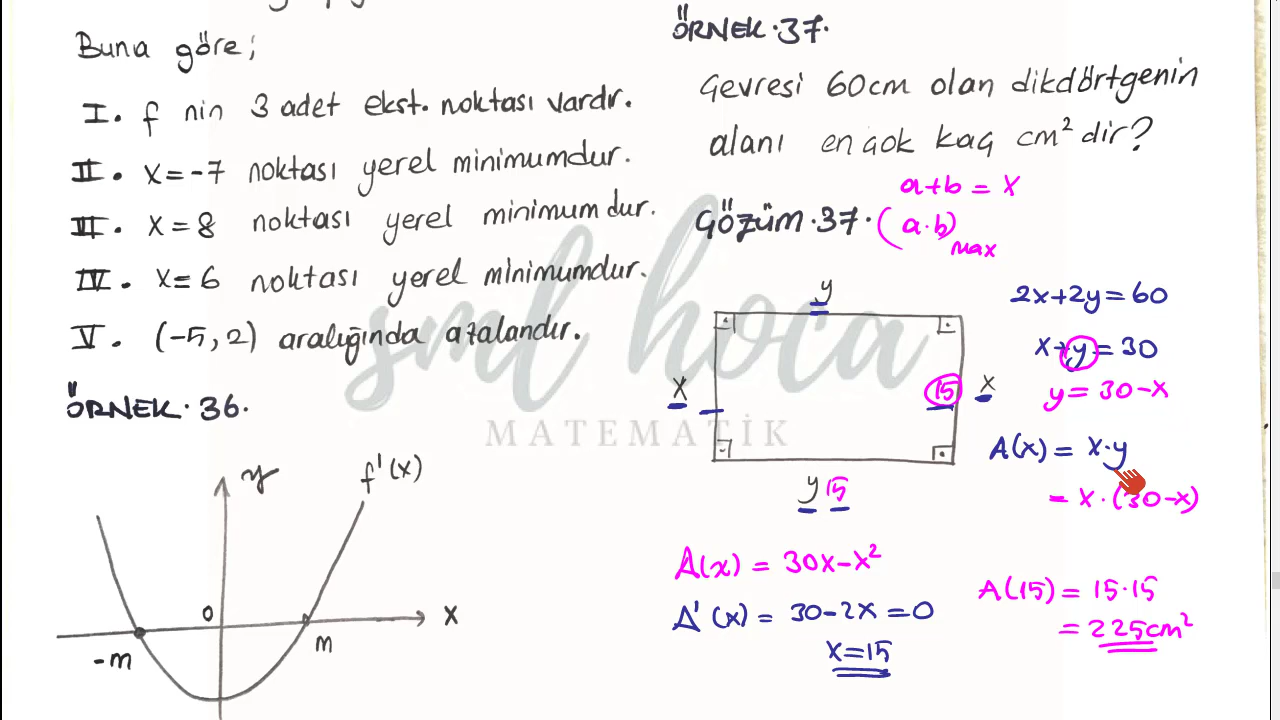 Buna göre;
I. f nin 3 adet ekst. noktası vardır.
II. x=-7 noktası yerel minimumdur.
III. x=8 noktası yerel minimumdur.
IV. x=6 noktası yerel minimumdur.
V. (-5, 2) aralığında azalandır.
ÖRNEK.36.
y
f'(x)
0
x
-m
m
ÖRNEK.37.
Çevresi 60cm olan dikdörtgenin
alanı en çok kaç cm² dir?
a+b = x
GÖZÜM.37. (a.b)max
y
2x+2y=60
x+y=30
x
15
x
y = 30-x
A(x) = x.y
y 15
= x.(30-x)
A(x) = 30x-x²
A'(x) = 30-2x=0
x=15
A(15) = 15.15
= 225cm²
sml hoca
MATEMATİK